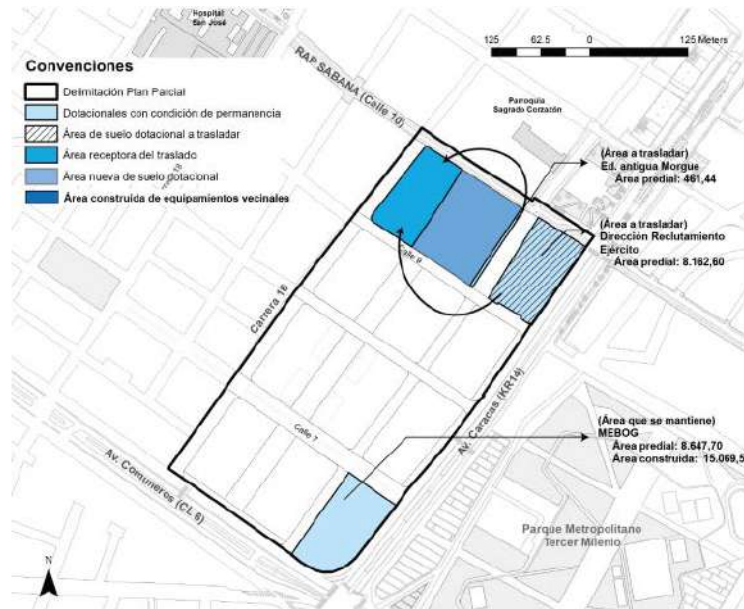 Hospital
San José
125 62.5 0 125 Meters
Convenciones
Delimitación Plan Parcial
Dotacionales con condición de permanencia
Área de suelo dotacional a trasladar
Área receptora del traslado
Área nueva de suelo dotacional
Área construida de equipamientos vecinales
RAP SABANA (Calle 10)
Parroquia
Sagrado Corzatón
(Área a trasladar)
Ed. antigua Morgue
Área predial: 461,44
(Área a trasladar)
Dirección Reclutamiento
Ejército
Área predial: 8.162,60
Calle 9
Carrera 16
Av. Caracas (KR14)
Calle 7
(Área que se mantiene)
MEBOG
Área predial: 8.647,70
Área construida: 15.069,5
Av. Comuneros (CL 6)
Parque Metropolitano
Tercer Milenio
N